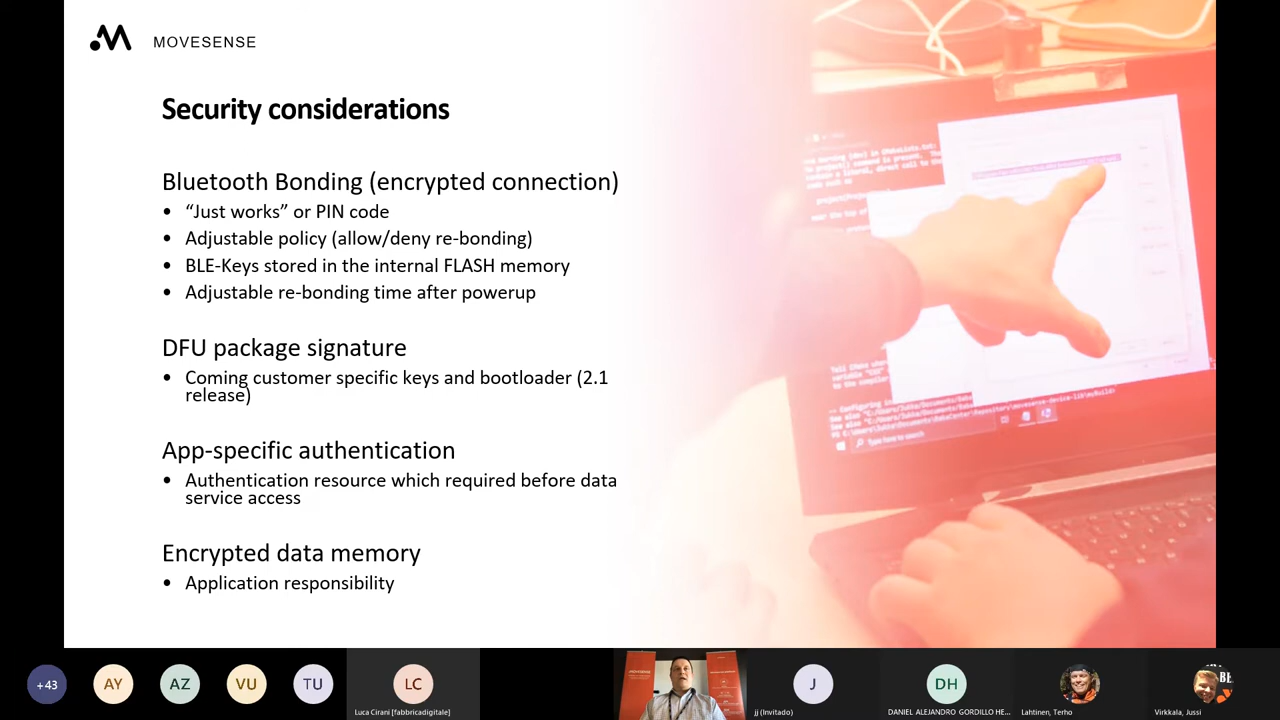 MOVESENSE
Security considerations
Bluetooth Bonding (encrypted connection)
• “Just works” or PIN code
• Adjustable policy (allow/deny re-bonding)
• BLE-Keys stored in the internal FLASH memory
• Adjustable re-bonding time after powerup
DFU package signature
• Coming customer specific keys and bootloader (2.1
release)
App-specific authentication
• Authentication resource which required before data
service access
Encrypted data memory
• Application responsibility
Type here to search
+43
AY
AZ
VU
TU
LC
Luca Cirani [fabbricadigitale]
J
jj (Invitado)
DH
DANIEL ALEJANDRO GORDILLO HE...
Lahtinen, Terho
Virkkala, Jussi